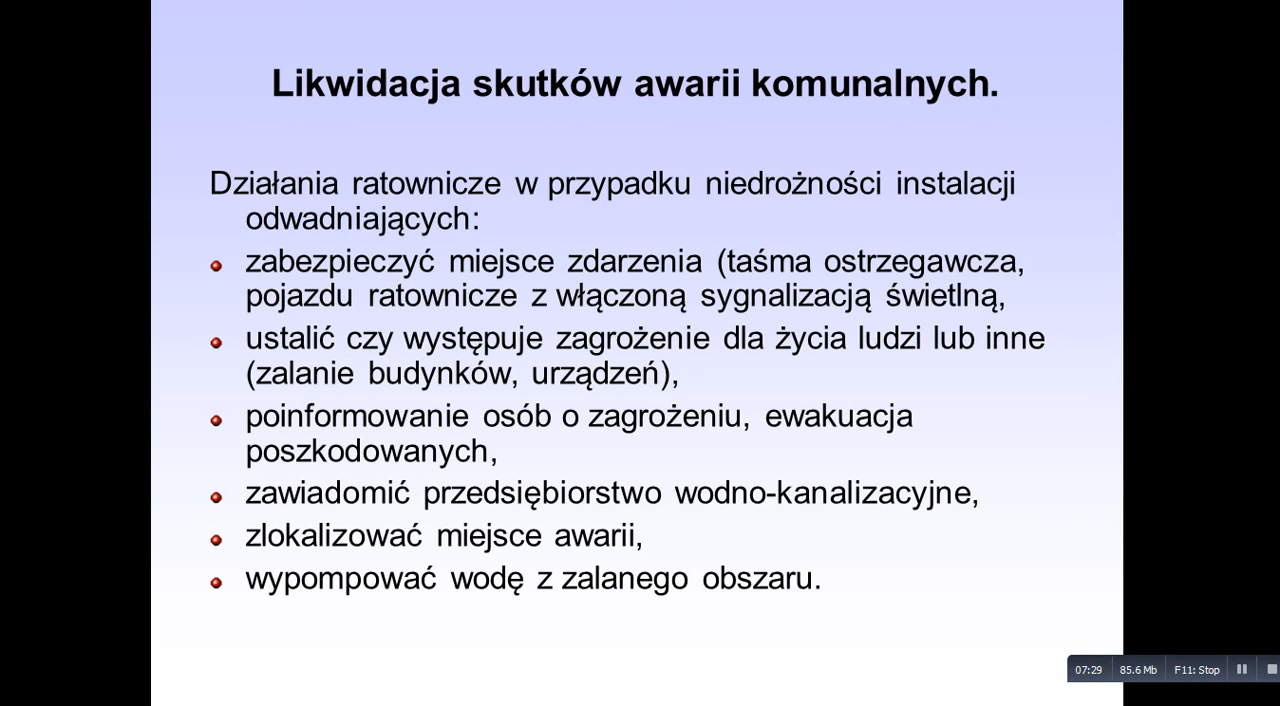 Likwidacja skutków awarii komunalnych.
Działania ratownicze w przypadku niedrożności instalacji
odwadniających:
zabezpieczyć miejsce zdarzenia (taśma ostrzegawcza,
pojazdu ratownicze z włączoną sygnalizacją świetlną,
ustalić czy występuje zagrożenie dla życia ludzi lub inne
(zalanie budynków, urządzeń),
poinformowanie osób o zagrożeniu, ewakuacja
poszkodowanych,
zawiadomić przedsiębiorstwo wodno-kanalizacyjne,
zlokalizować miejsce awarii,
wypompować wodę z zalanego obszaru.
07:29 85.6 Mb F11: Stop